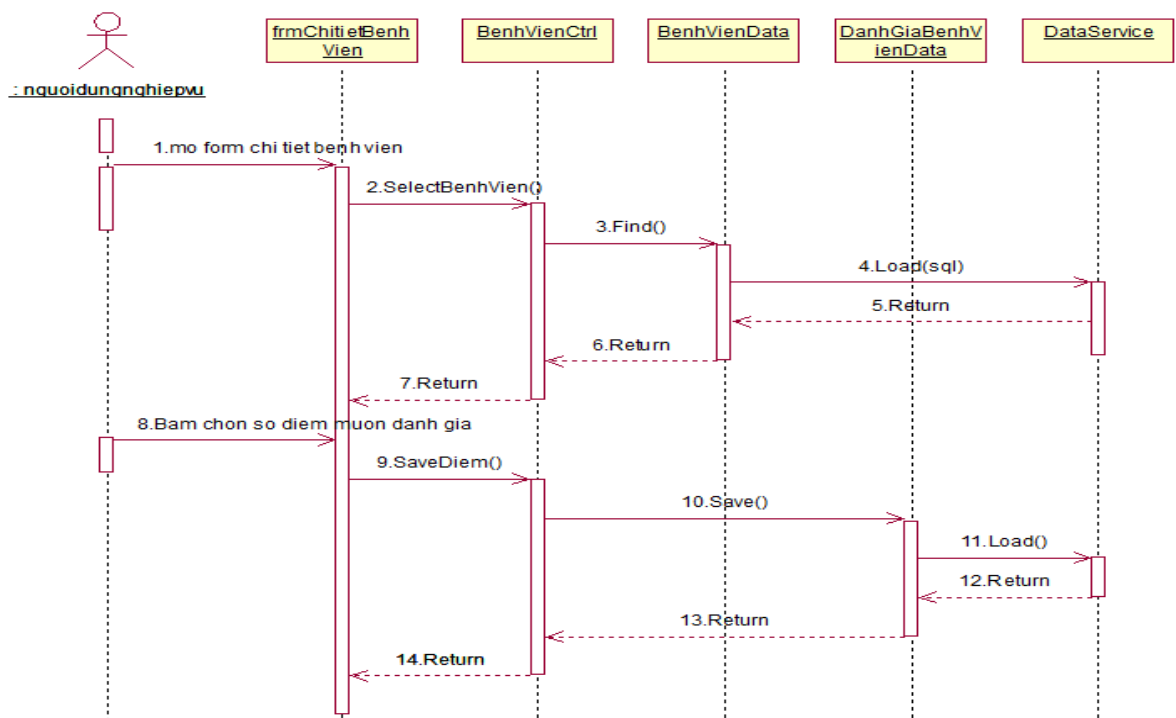 frmChitietBenh
Vien
BenhVienCtrl
BenhVienData
DanhGiaBenhV
ienData
DataService
: nguoidungnghiepvu
1.mo form chi tiet benh vien
2.SelectBenhVien()
3.Find()
4.Load(sql)
5.Return
6.Return
7.Return
8.Bam chon so diem muon danh gia
9.SaveDiem()
10.Save()
11.Load()
12.Return
13.Return
14.Return